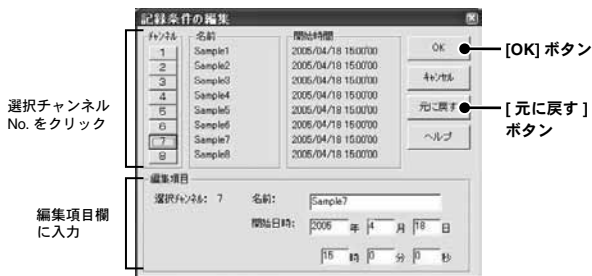 記録条件の編集
チャンネル 名前 開始時間
1 Sample1 2005/04/18 15:00'00
2 Sample2 2005/04/18 15:00'00
3 Sample3 2005/04/18 15:00'00
4 Sample4 2005/04/18 15:00'00
5 Sample5 2005/04/18 15:00'00
6 Sample6 2005/04/18 15:00'00
7 Sample7 2005/04/18 15:00'00
8 Sample8 2005/04/18 15:00'00
OK
キャンセル
元に戻す
ヘルプ
[OK] ボタン
[ 元に戻す ]
ボタン
選択チャンネル
No. をクリック
編集項目
選択チャンネル: 7 名前: Sample7
開始日時: 2005 年 4 月 18 日
15 時 0 分 0 秒
編集項目欄
に入力